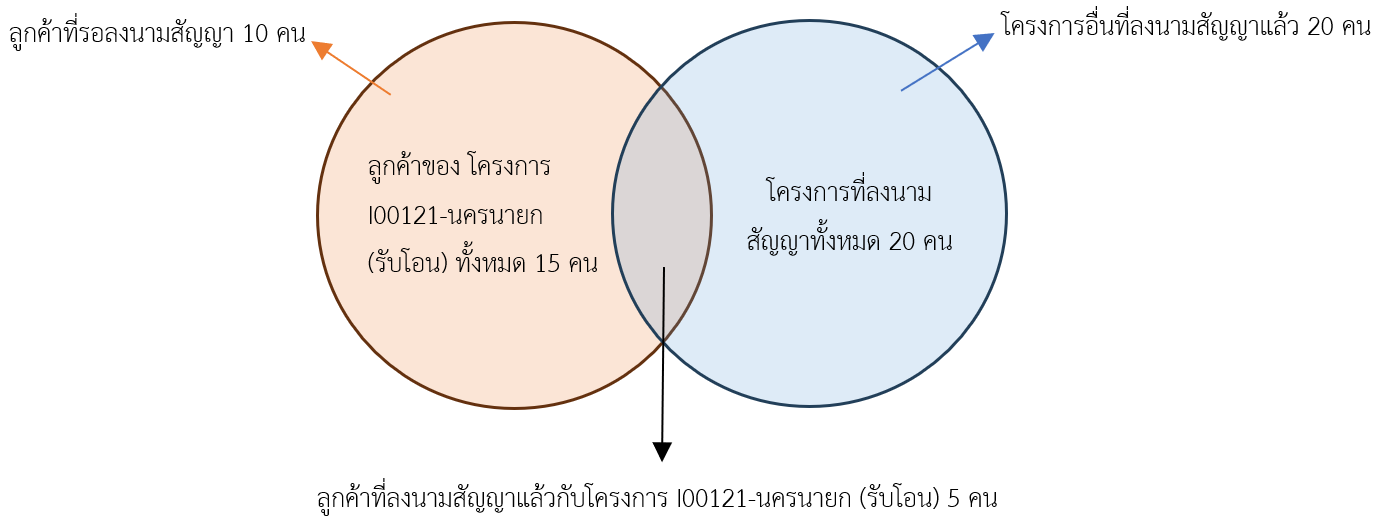 ลูกค้าที่รอลงนามสัญญา 10 คน
โครงการอื่นที่ลงนามสัญญาแล้ว 20 คน
ลูกค้าของ โครงการ
I00121-นครนายก
(รับโอน) ทั้งหมด 15 คน
โครงการที่ลงนาม
สัญญาทั้งหมด 20 คน
ลูกค้าที่ลงนามสัญญาแล้วกับโครงการ I00121-นครนายก (รับโอน) 5 คน